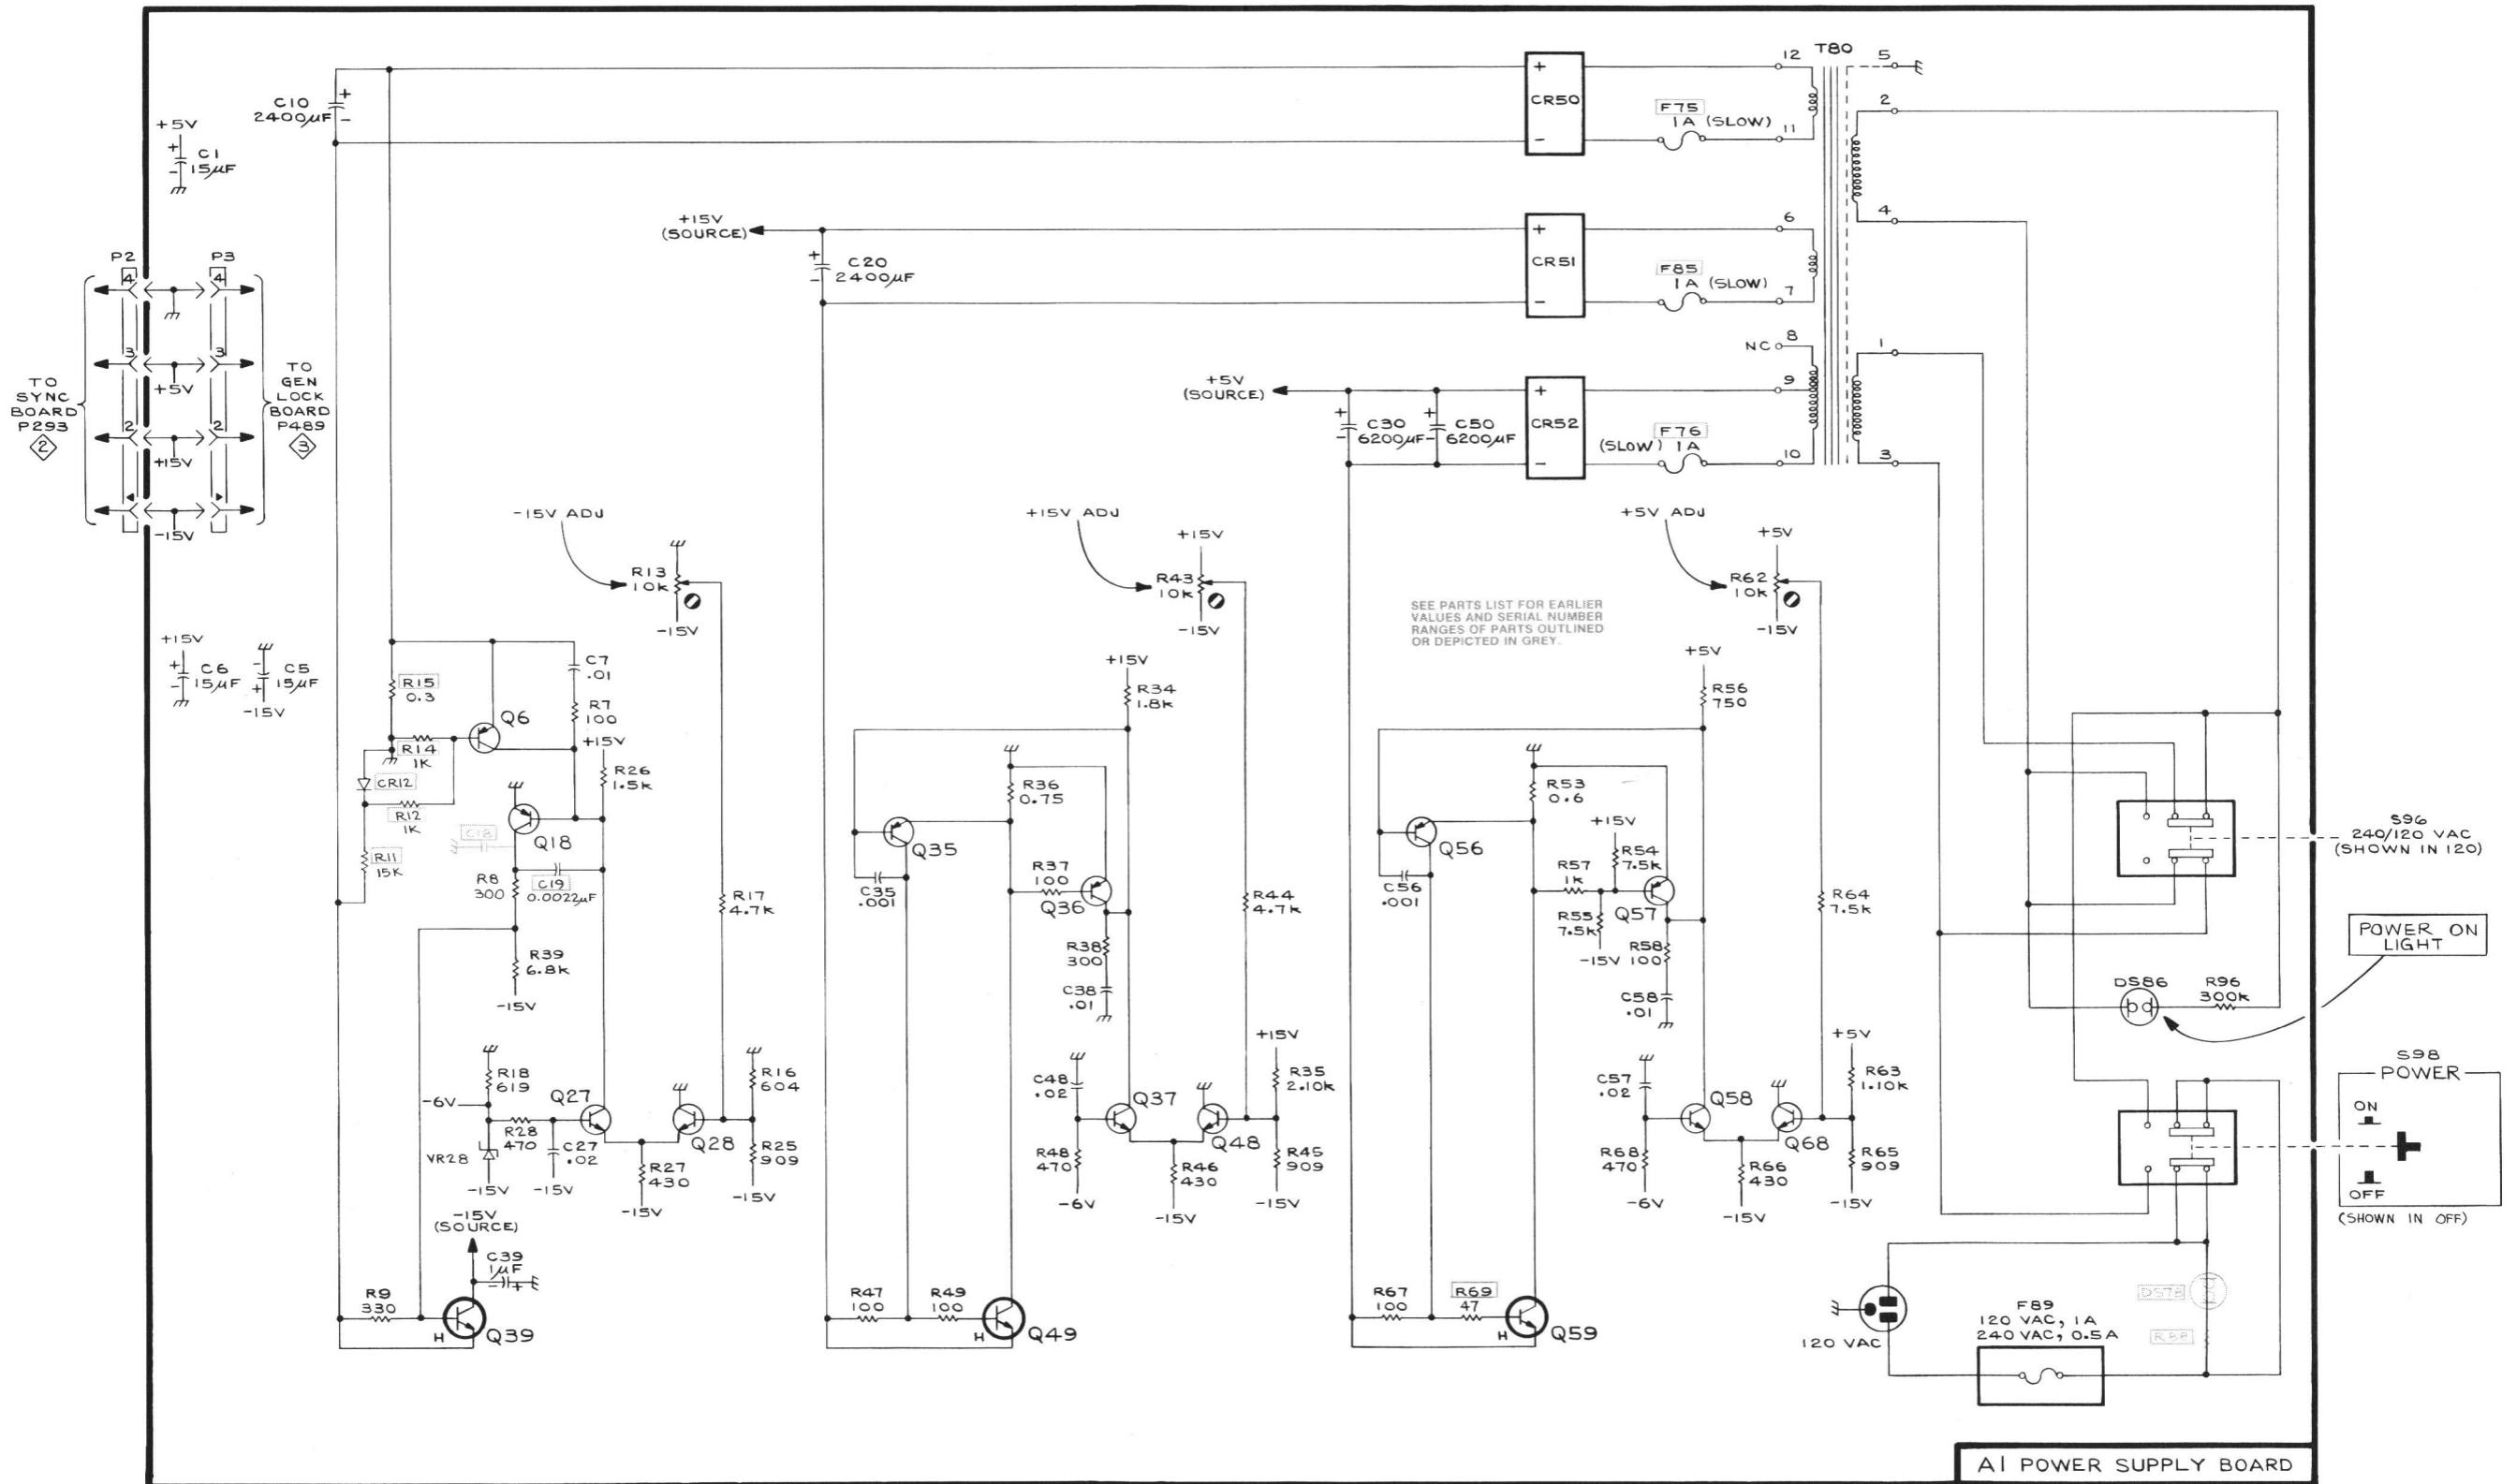 T80
12
5
2
CR50
+
−
F75
1A (SLOW)
11
C10
2400µF
+
-
+5V
+
-
C1
15µF
4
+15V
(SOURCE)
+
-
C20
2400µF
CR51
+
−
6
F85
1A (SLOW)
7
8
NC
1
P2
P3
4
4
3
3
+5V
2
2
+15V
-15V
TO
SYNC
BOARD
P293
2
TO
GEN
LOCK
BOARD
P489
3
+5V
(SOURCE)
+
-
C30
6200µF
+
-
C50
6200µF
CR52
+
−
9
F76
(SLOW) 1A
10
3
-15V ADJ
R13
10k
-15V
+15V ADJ
+15V
R43
10k
-15V
+5V ADJ
+5V
R62
10k
-15V
SEE PARTS LIST FOR EARLIER
VALUES AND SERIAL NUMBER
RANGES OF PARTS OUTLINED
OR DEPICTED IN GREY.
+15V
+
-
C6
15µF
-
+
C5
15µF
-15V
R15
0.3
C7
.01
R7
100
Q6
R14
1K
CR12
R12
1K
R11
15K
+15V
R26
1.5k
Q18
C18
C19
0.0022µF
R8
300
R39
6.8k
-15V
R17
4.7k
R18
619
-6V
R28
470
VR28
-15V
C27
.02
-15V
Q27
Q28
R27
430
-15V
R16
604
R25
909
-15V
-15V
(SOURCE)
C39
1µF
-
+
R9
330
H
Q39
+15V
R34
1.8k
R36
0.75
Q35
C35
.001
R37
100
Q36
R38
300
C38
.01
R44
4.7k
C48
.02
Q37
Q48
R48
470
-6V
R46
430
-15V
+15V
R35
2.10k
R45
909
-15V
R47
100
R49
100
H
Q49
+5V
R56
750
R53
0.6
Q56
C56
.001
+15V
R54
7.5k
R57
1k
R55
7.5k
-15V
Q57
R58
100
C58
.01
R64
7.5k
C57
.02
Q58
Q68
R68
470
-6V
R66
430
-15V
+5V
R63
1.10k
R65
909
-15V
R67
100
R69
47
H
Q59
S96
240/120 VAC
(SHOWN IN 120)
POWER ON
LIGHT
DS86
R96
300k
S98
POWER
ON
OFF
(SHOWN IN OFF)
120 VAC
F89
120 VAC, 1A
240 VAC, 0.5A
DS78
R88
A1 POWER SUPPLY BOARD